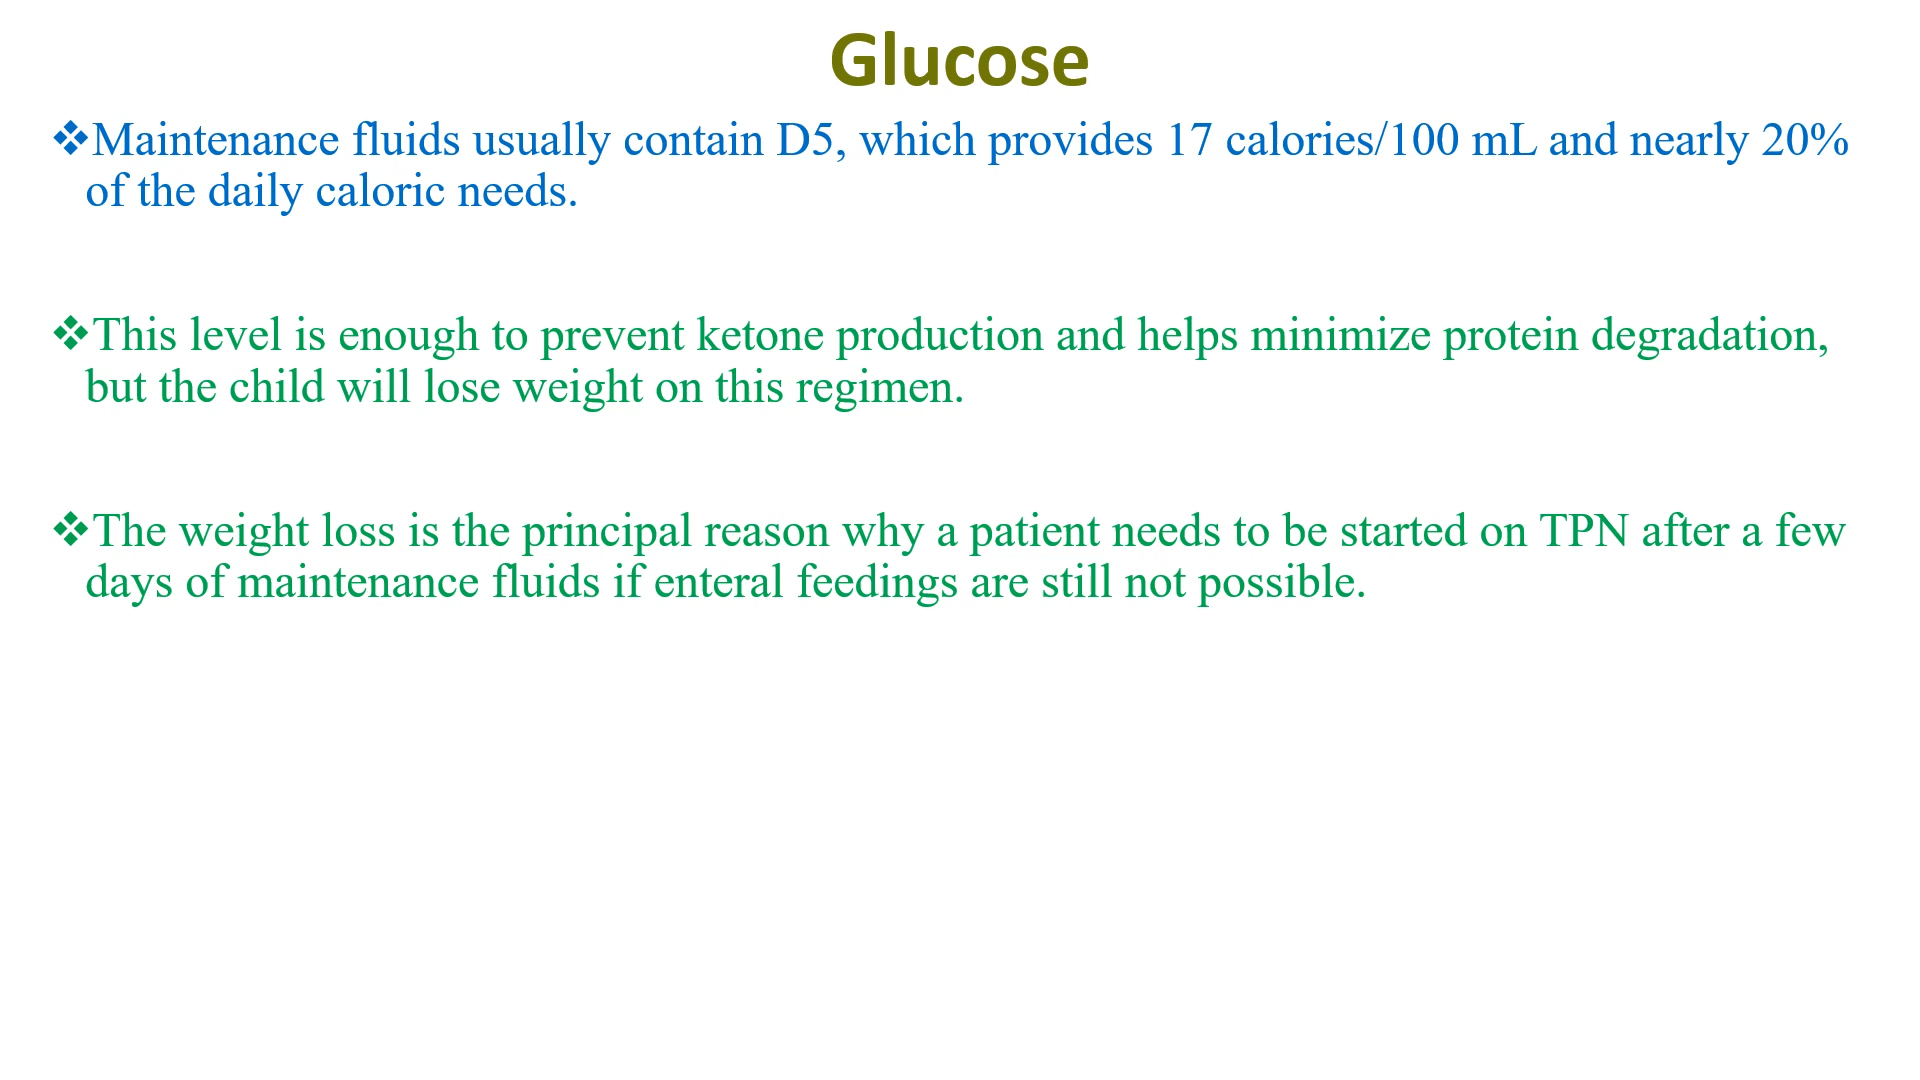 Glucose
❖Maintenance fluids usually contain D5, which provides 17 calories/100 mL and nearly 20%
of the daily caloric needs.
❖This level is enough to prevent ketone production and helps minimize protein degradation,
but the child will lose weight on this regimen.
❖The weight loss is the principal reason why a patient needs to be started on TPN after a few
days of maintenance fluids if enteral feedings are still not possible.